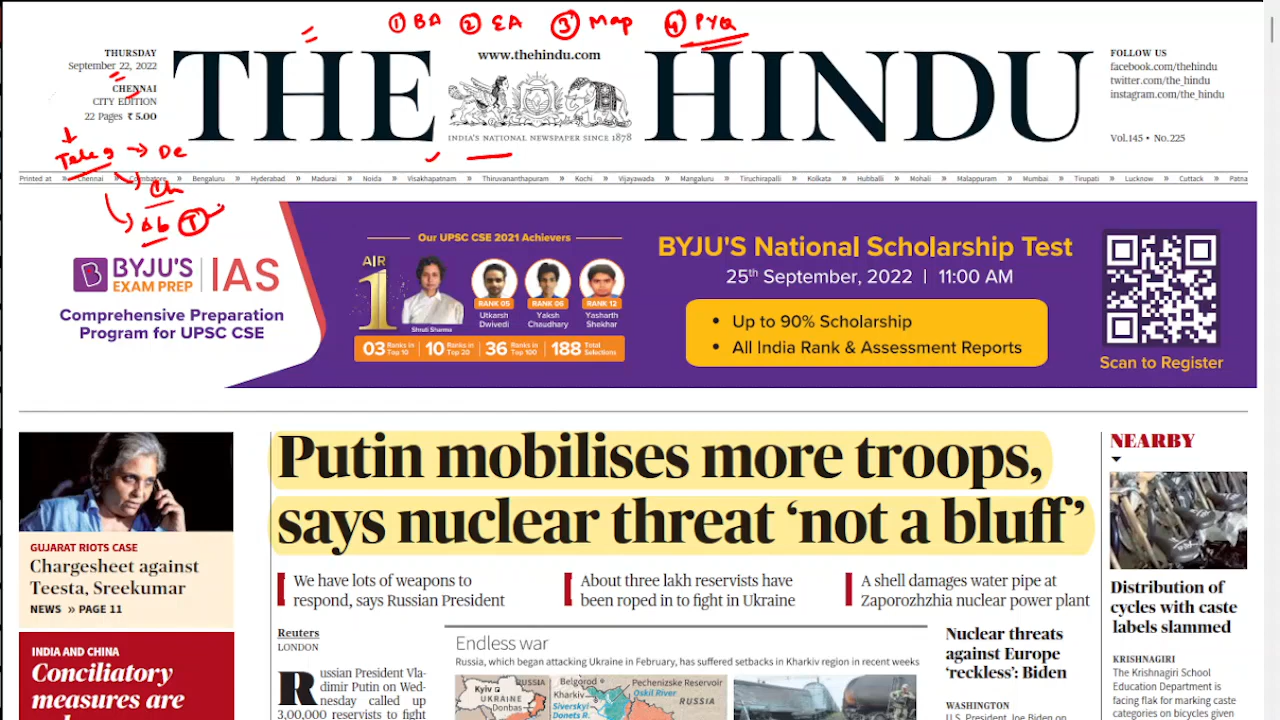 ① BA ② EA ③ Map ④ PYQ
THURSDAY
September 22, 2022
CHENNAI
CITY EDITION
22 Pages ₹ 5.00
THE HINDU
www.thehindu.com
INDIA'S NATIONAL NEWSPAPER SINCE 1878
FOLLOW US
facebook.com/thehindu
twitter.com/the_hindu
instagram.com/the_hindu
Vol.145 • No.225
Teleg → De
Ch
Printed at » Chennai » Coimbatore » Bengaluru » Hyderabad » Madurai » Noida » Visakhapatnam » Thiruvananthapuram » Kochi » Vijayawada » Mangaluru » Tiruchirapalli » Kolkata » Hubballi » Mohali » Malappuram » Mumbai » Tirupati » Lucknow » Cuttack » Patna
BYJU'S
EXAM PREP
IAS
Comprehensive Preparation
Program for UPSC CSE
Our UPSC CSE 2021 Achievers
AIR
1
Shruti Sharma
RANK 05
Utkarsh
Dwivedi
RANK 06
Yaksh
Chaudhary
RANK 12
Yasharth
Shekhar
03 Ranks in Top 10
10 Ranks in Top 20
36 Ranks in Top 100
188 Total Selections
BYJU'S National Scholarship Test
25th September, 2022 | 11:00 AM
• Up to 90% Scholarship
• All India Rank & Assessment Reports
Scan to Register
GUJARAT RIOTS CASE
Chargesheet against
Teesta, Sreekumar
NEWS » PAGE 11
INDIA AND CHINA
Conciliatory
measures are
Putin mobilises more troops,
says nuclear threat ‘not a bluff’
We have lots of weapons to
respond, says Russian President
About three lakh reservists have
been roped in to fight in Ukraine
A shell damages water pipe at
Zaporozhzhia nuclear power plant
Reuters
LONDON
Russian President Vla-
dimir Putin on Wed-
nesday called up
3,00,000 reservists to fight
Endless war
Russia, which began attacking Ukraine in February, has suffered setbacks in Kharkiv region in recent weeks
RUSSIA
Kyiv
UKRAINE
Donbas
Belgorod
Kharkiv
Siverskyi
Donets R.
Pechenizke Reservoir
Oskil River
RUSSIA
Nuclear threats
against Europe
‘reckless’: Biden
WASHINGTON
U.S. President Joe Biden on
NEARBY
Distribution of
cycles with caste
labels slammed
KRISHNAGIRI
The Krishnagiri School
Education Department is
facing flak for marking caste
categories on bicycles given